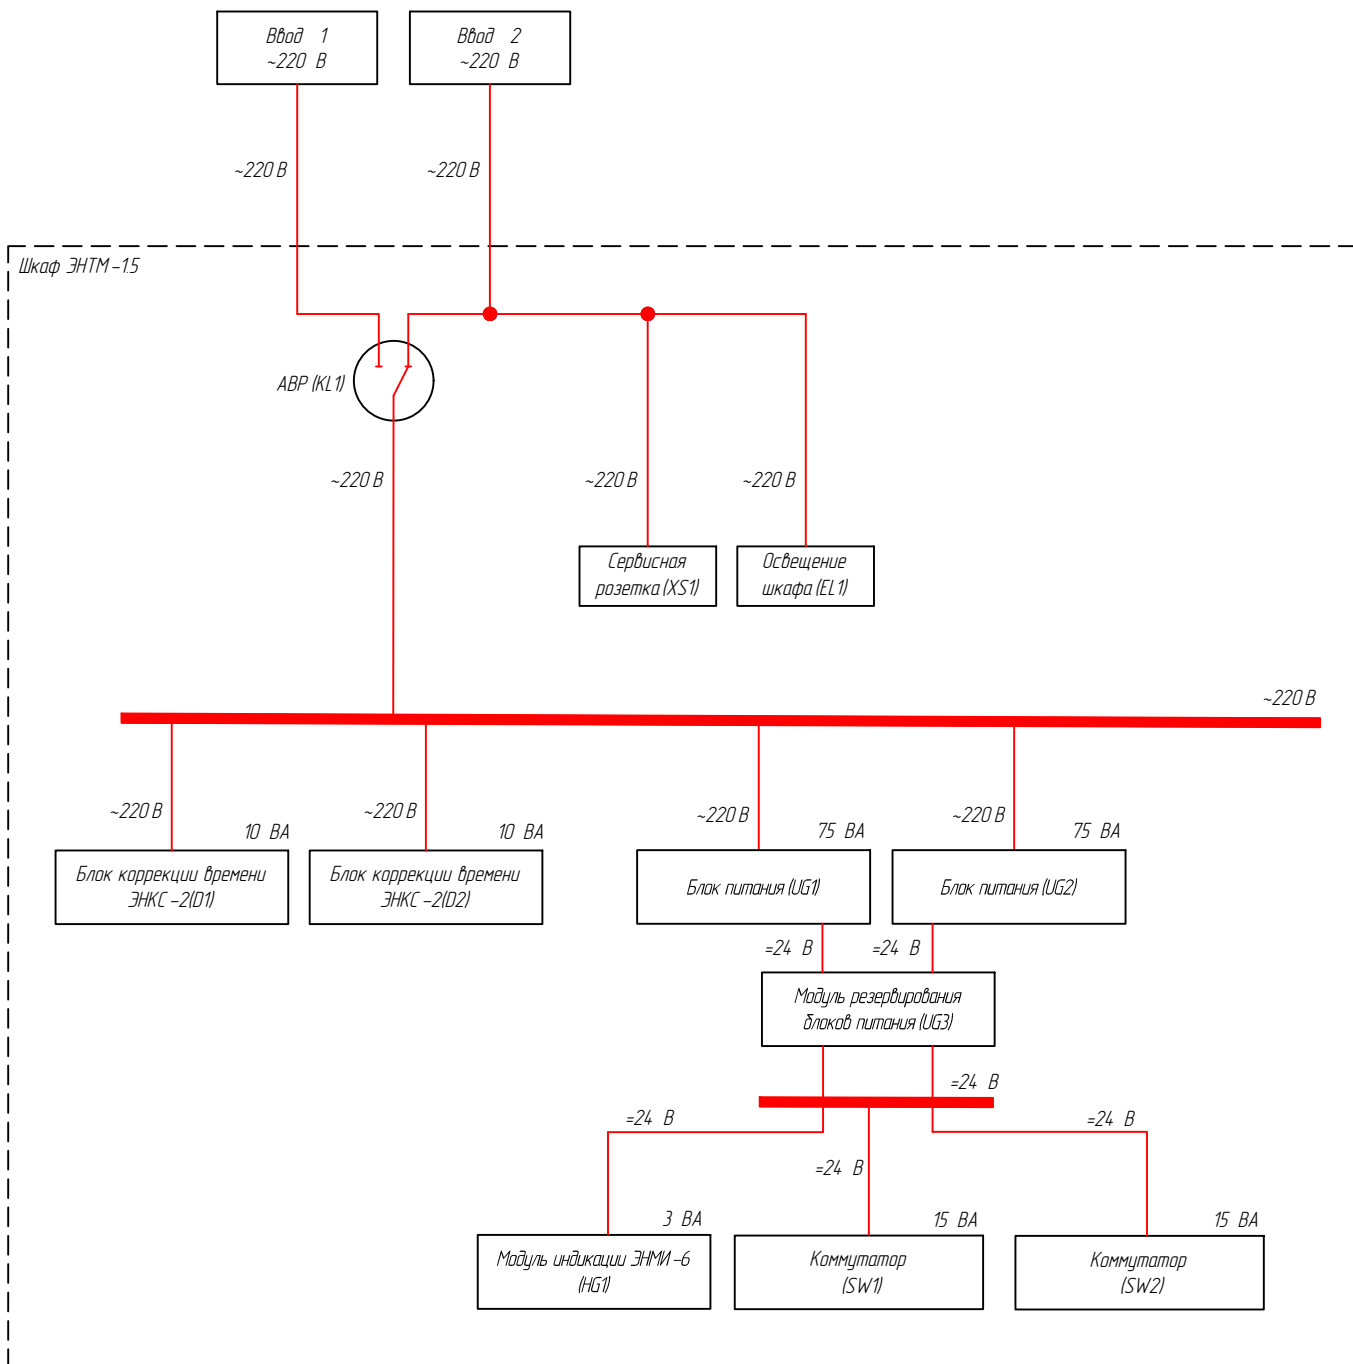 Ввод 1
~220 В
Ввод 2
~220 В
~220 В
~220 В
Шкаф ЭНТМ-1.5
АВР (KL1)
~220 В
~220 В
~220 В
Сервисная
розетка (XS1)
Освещение
шкафа (EL1)
~220 В
~220 В
10 ВА
~220 В
10 ВА
~220 В
75 ВА
~220 В
75 ВА
Блок коррекции времени
ЭНКС-2(D1)
Блок коррекции времени
ЭНКС-2(D2)
Блок питания (UG1)
Блок питания (UG2)
=24 В
=24 В
Модуль резервирования
блоков питания (UG3)
=24 В
=24 В
=24 В
=24 В
3 ВА
15 ВА
15 ВА
Модуль индикации ЭНМИ-6
(HG1)
Коммутатор
(SW1)
Коммутатор
(SW2)